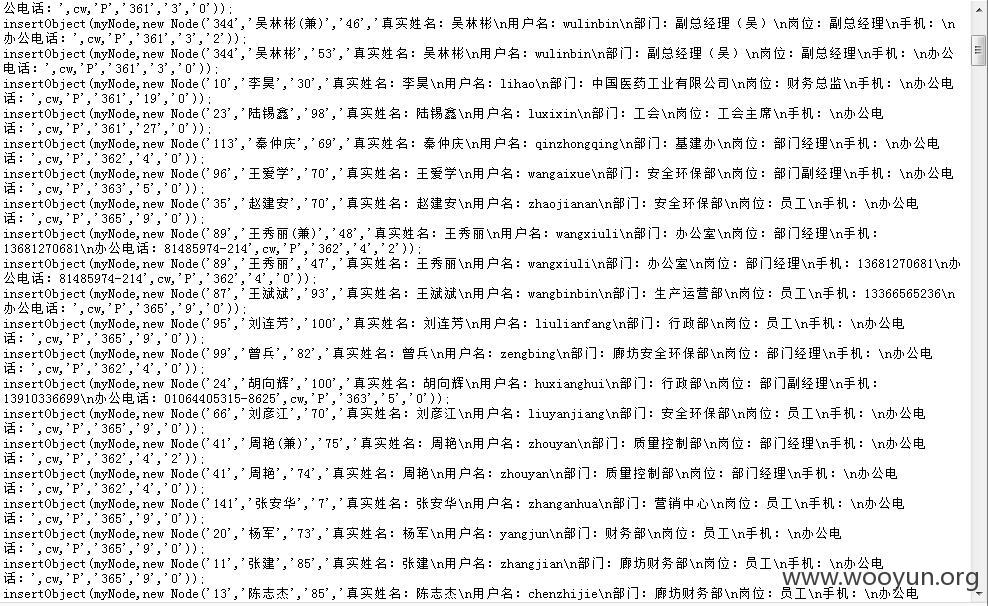 公电话：',cw,'P','361','3','0'));
insertObject(myNode,new Node('344','吴林彬(兼)','46','真实姓名：吴林彬\n用户名：wulinbin\n部门：副总经理（吴）\n岗位：副总经理\n手机：\n
办公电话：',cw,'P','361','3','2'));
insertObject(myNode,new Node('344','吴林彬','53','真实姓名：吴林彬\n用户名：wulinbin\n部门：副总经理（吴）\n岗位：副总经理\n手机：\n办公
电话：',cw,'P','361','3','0'));
insertObject(myNode,new Node('10','李昊','30','真实姓名：李昊\n用户名：lihao\n部门：中国医药工业有限公司\n岗位：财务总监\n手机：\n办公电
话：',cw,'P','361','19','0'));
insertObject(myNode,new Node('23','陆锡鑫','98','真实姓名：陆锡鑫\n用户名：luxixin\n部门：工会\n岗位：工会主席\n手机：\n办公电
话：',cw,'P','361','27','0'));
insertObject(myNode,new Node('113','秦仲庆','69','真实姓名：秦仲庆\n用户名：qinzhongqing\n部门：基建办\n岗位：部门经理\n手机：\n办公电
话：',cw,'P','362','4','0'));
insertObject(myNode,new Node('96','王爱学','70','真实姓名：王爱学\n用户名：wangaixue\n部门：安全环保部\n岗位：部门副经理\n手机：\n办公电
话：',cw,'P','363','5','0'));
insertObject(myNode,new Node('35','赵建安','70','真实姓名：赵建安\n用户名：zhaojianan\n部门：安全环保部\n岗位：员工\n手机：\n办公电
话：',cw,'P','365','9','0'));
insertObject(myNode,new Node('89','王秀丽(兼)','48','真实姓名：王秀丽\n用户名：wangxiuli\n部门：办公室\n岗位：部门经理\n手机：
13681270681\n办公电话：81485974-214',cw,'P','362','4','2'));
insertObject(myNode,new Node('89','王秀丽','47','真实姓名：王秀丽\n用户名：wangxiuli\n部门：办公室\n岗位：部门经理\n手机：13681270681\n办
公电话：81485974-214',cw,'P','362','4','0'));
insertObject(myNode,new Node('87','王斌斌','93','真实姓名：王斌斌\n用户名：wangbinbin\n部门：生产运营部\n岗位：员工\n手机：13366565236\n
办公电话：',cw,'P','365','9','0'));
insertObject(myNode,new Node('95','刘连芳','100','真实姓名：刘连芳\n用户名：liulianfang\n部门：行政部\n岗位：员工\n手机：\n办公电
话：',cw,'P','365','9','0'));
insertObject(myNode,new Node('99','曾兵','82','真实姓名：曾兵\n用户名：zengbing\n部门：廊坊安全环保部\n岗位：部门经理\n手机：\n办公电
话：',cw,'P','362','4','0'));
insertObject(myNode,new Node('24','胡向辉','100','真实姓名：胡向辉\n用户名：huxianghui\n部门：行政部\n岗位：部门副经理\n手机：
13910336699\n办公电话：01064405315-8625',cw,'P','363','5','0'));
insertObject(myNode,new Node('66','刘彦江','70','真实姓名：刘彦江\n用户名：liuyanjiang\n部门：安全环保部\n岗位：员工\n手机：\n办公电
话：',cw,'P','365','9','0'));
insertObject(myNode,new Node('41','周艳(兼)','75','真实姓名：周艳\n用户名：zhouyan\n部门：质量控制部\n岗位：部门经理\n手机：\n办公电
话：',cw,'P','362','4','2'));
insertObject(myNode,new Node('41','周艳','74','真实姓名：周艳\n用户名：zhouyan\n部门：质量控制部\n岗位：部门经理\n手机：\n办公电
话：',cw,'P','362','4','0'));
insertObject(myNode,new Node('141','张安华','7','真实姓名：张安华\n用户名：zhanganhua\n部门：营销中心\n岗位：员工\n手机：\n办公电
话：',cw,'P','365','9','0'));
insertObject(myNode,new Node('20','杨军','73','真实姓名：杨军\n用户名：yangjun\n部门：财务部\n岗位：员工\n手机：\n办公电
话：',cw,'P','365','9','0'));
insertObject(myNode,new Node('11','张建','85','真实姓名：张建\n用户名：zhangjian\n部门：廊坊财务部\n岗位：员工\n手机：\n办公电
话：',cw,'P','365','9','0'));
insertObject(myNode,new Node('13','陈志杰','85','真实姓名：陈志杰\n用户名：chenzhijie\n部门：廊坊财务部\n岗位：员工\n手机：\n办公电
www.wooyun.org